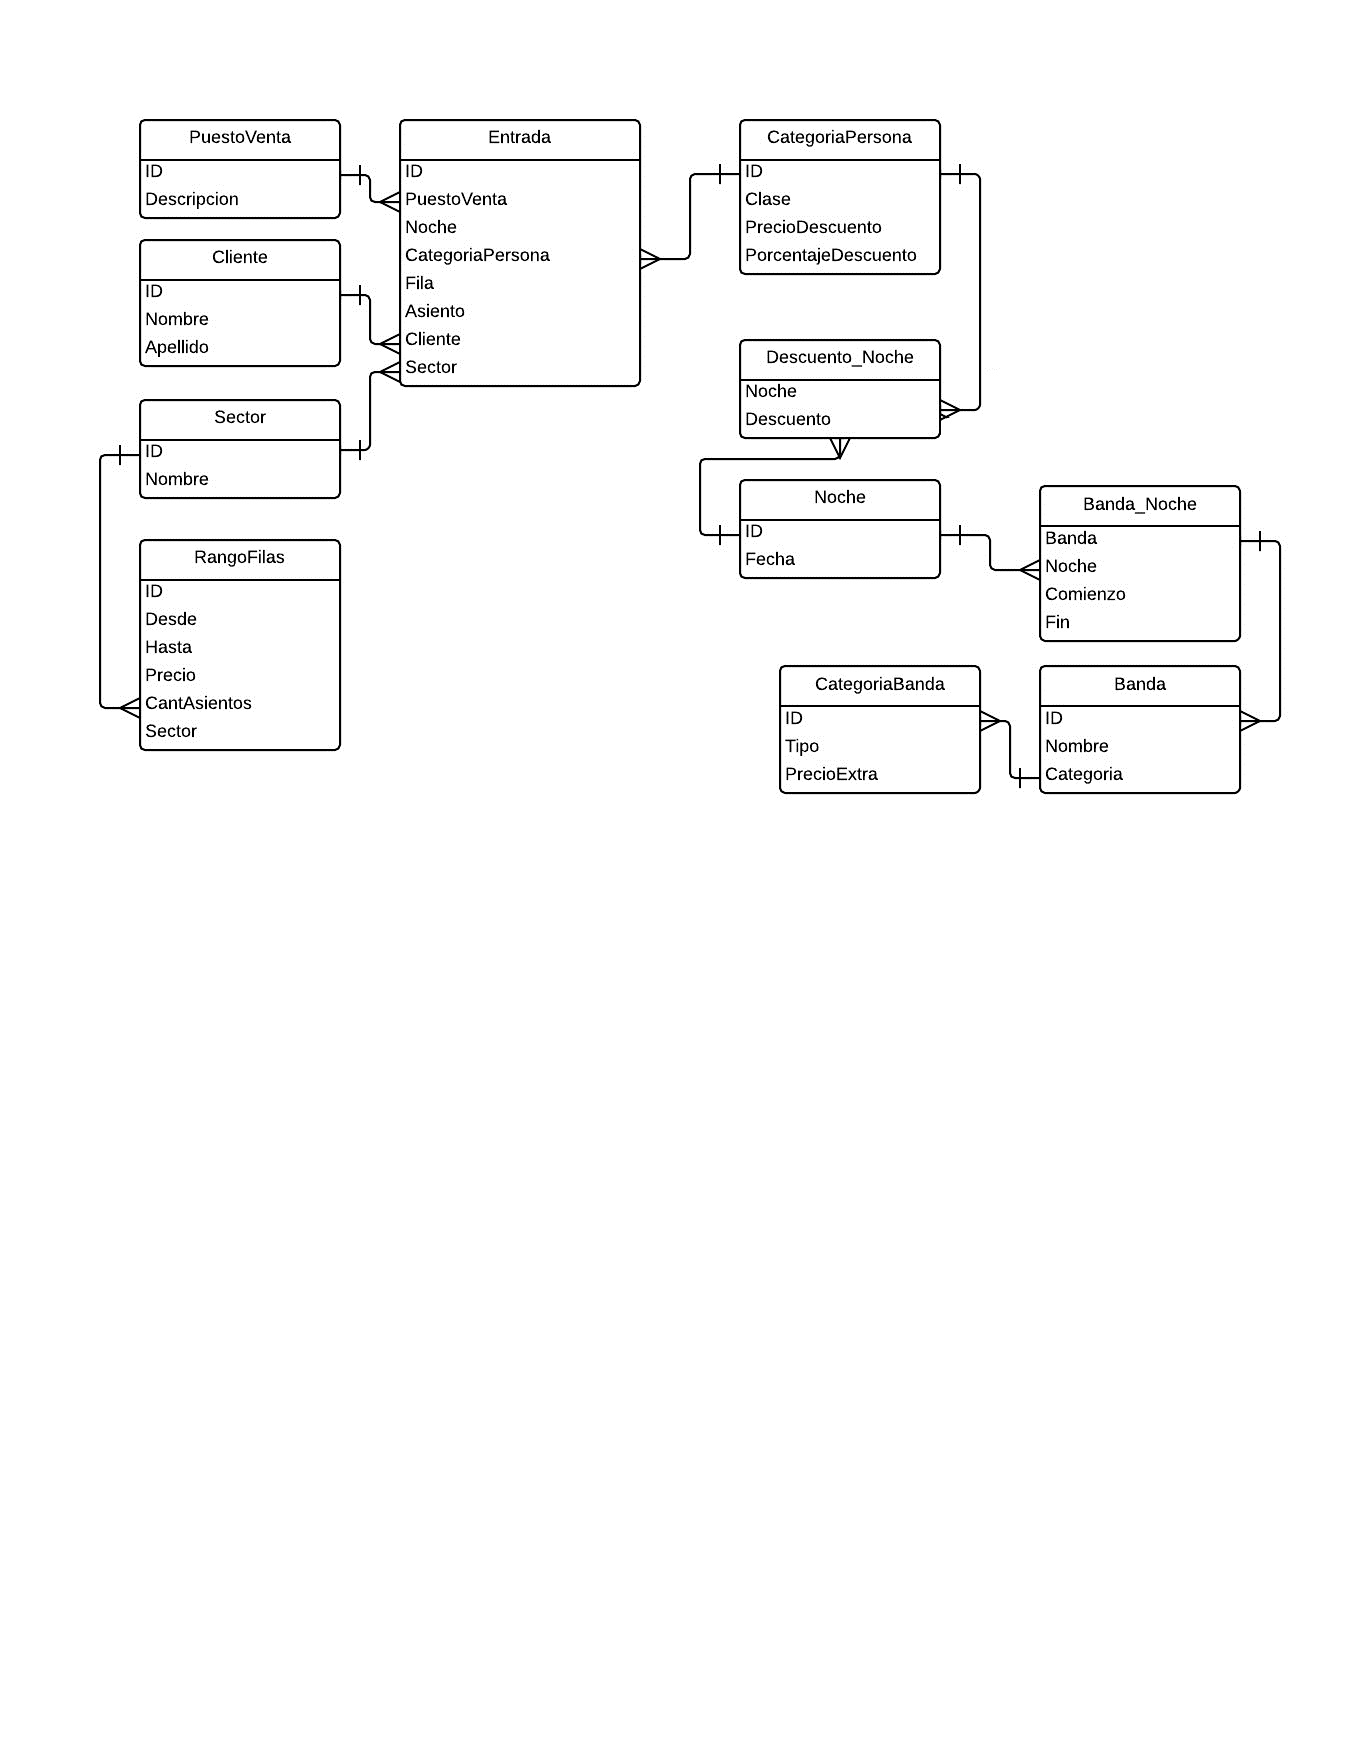 PuestoVenta
ID
Descripcion
Cliente
ID
Nombre
Apellido
Sector
ID
Nombre
RangoFilas
ID
Desde
Hasta
Precio
CantAsientos
Sector
Entrada
ID
PuestoVenta
Noche
CategoriaPersona
Fila
Asiento
Cliente
Sector
CategoriaPersona
ID
Clase
PrecioDescuento
PorcentajeDescuento
Descuento_Noche
Noche
Descuento
Noche
ID
Fecha
Banda_Noche
Banda
Noche
Comienzo
Fin
CategoriaBanda
ID
Tipo
PrecioExtra
Banda
ID
Nombre
Categoria